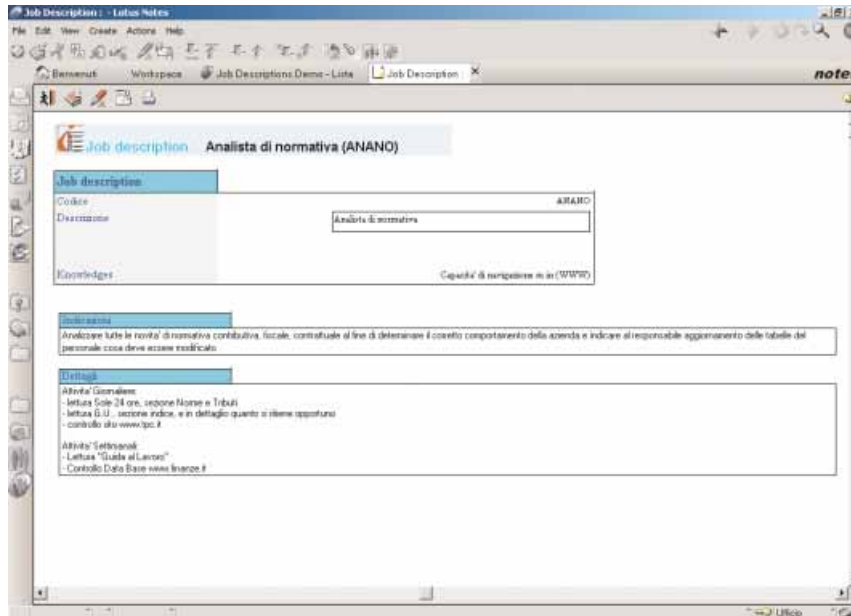 Job Description : - Lotus Notes
File Edit View Create Actions Help
Benvenuti Workspace Job Descriptions Demo - Lista Job Description
notes
Job description Analista di normativa (ANANO)
Job description
Codice ANANO
Descrizione Analista di normativa
Knowledges Capacita' di navigazione in (WWW)
Analizzare tutte le novita' di normativa contributiva, fiscale, contrattuale al fine di determinare il corretto comportamento della azienda e indicare al responsabile aggiornamento delle tabelle del
personale cosa deve essere modificato
Dettagli
Attivita' Giornaliere:
- lettura Sole 24 ore, sezione Norme e Tributi
- lettura G.U., sezione indice, e in dettaglio quanto si ritiene opportuno
- controllo sito www.tpc.it
Attivita' Settimanali:
- Lettura "Guida al Lavoro"
- Controllo Data Base www.finanze.it
Ufficio